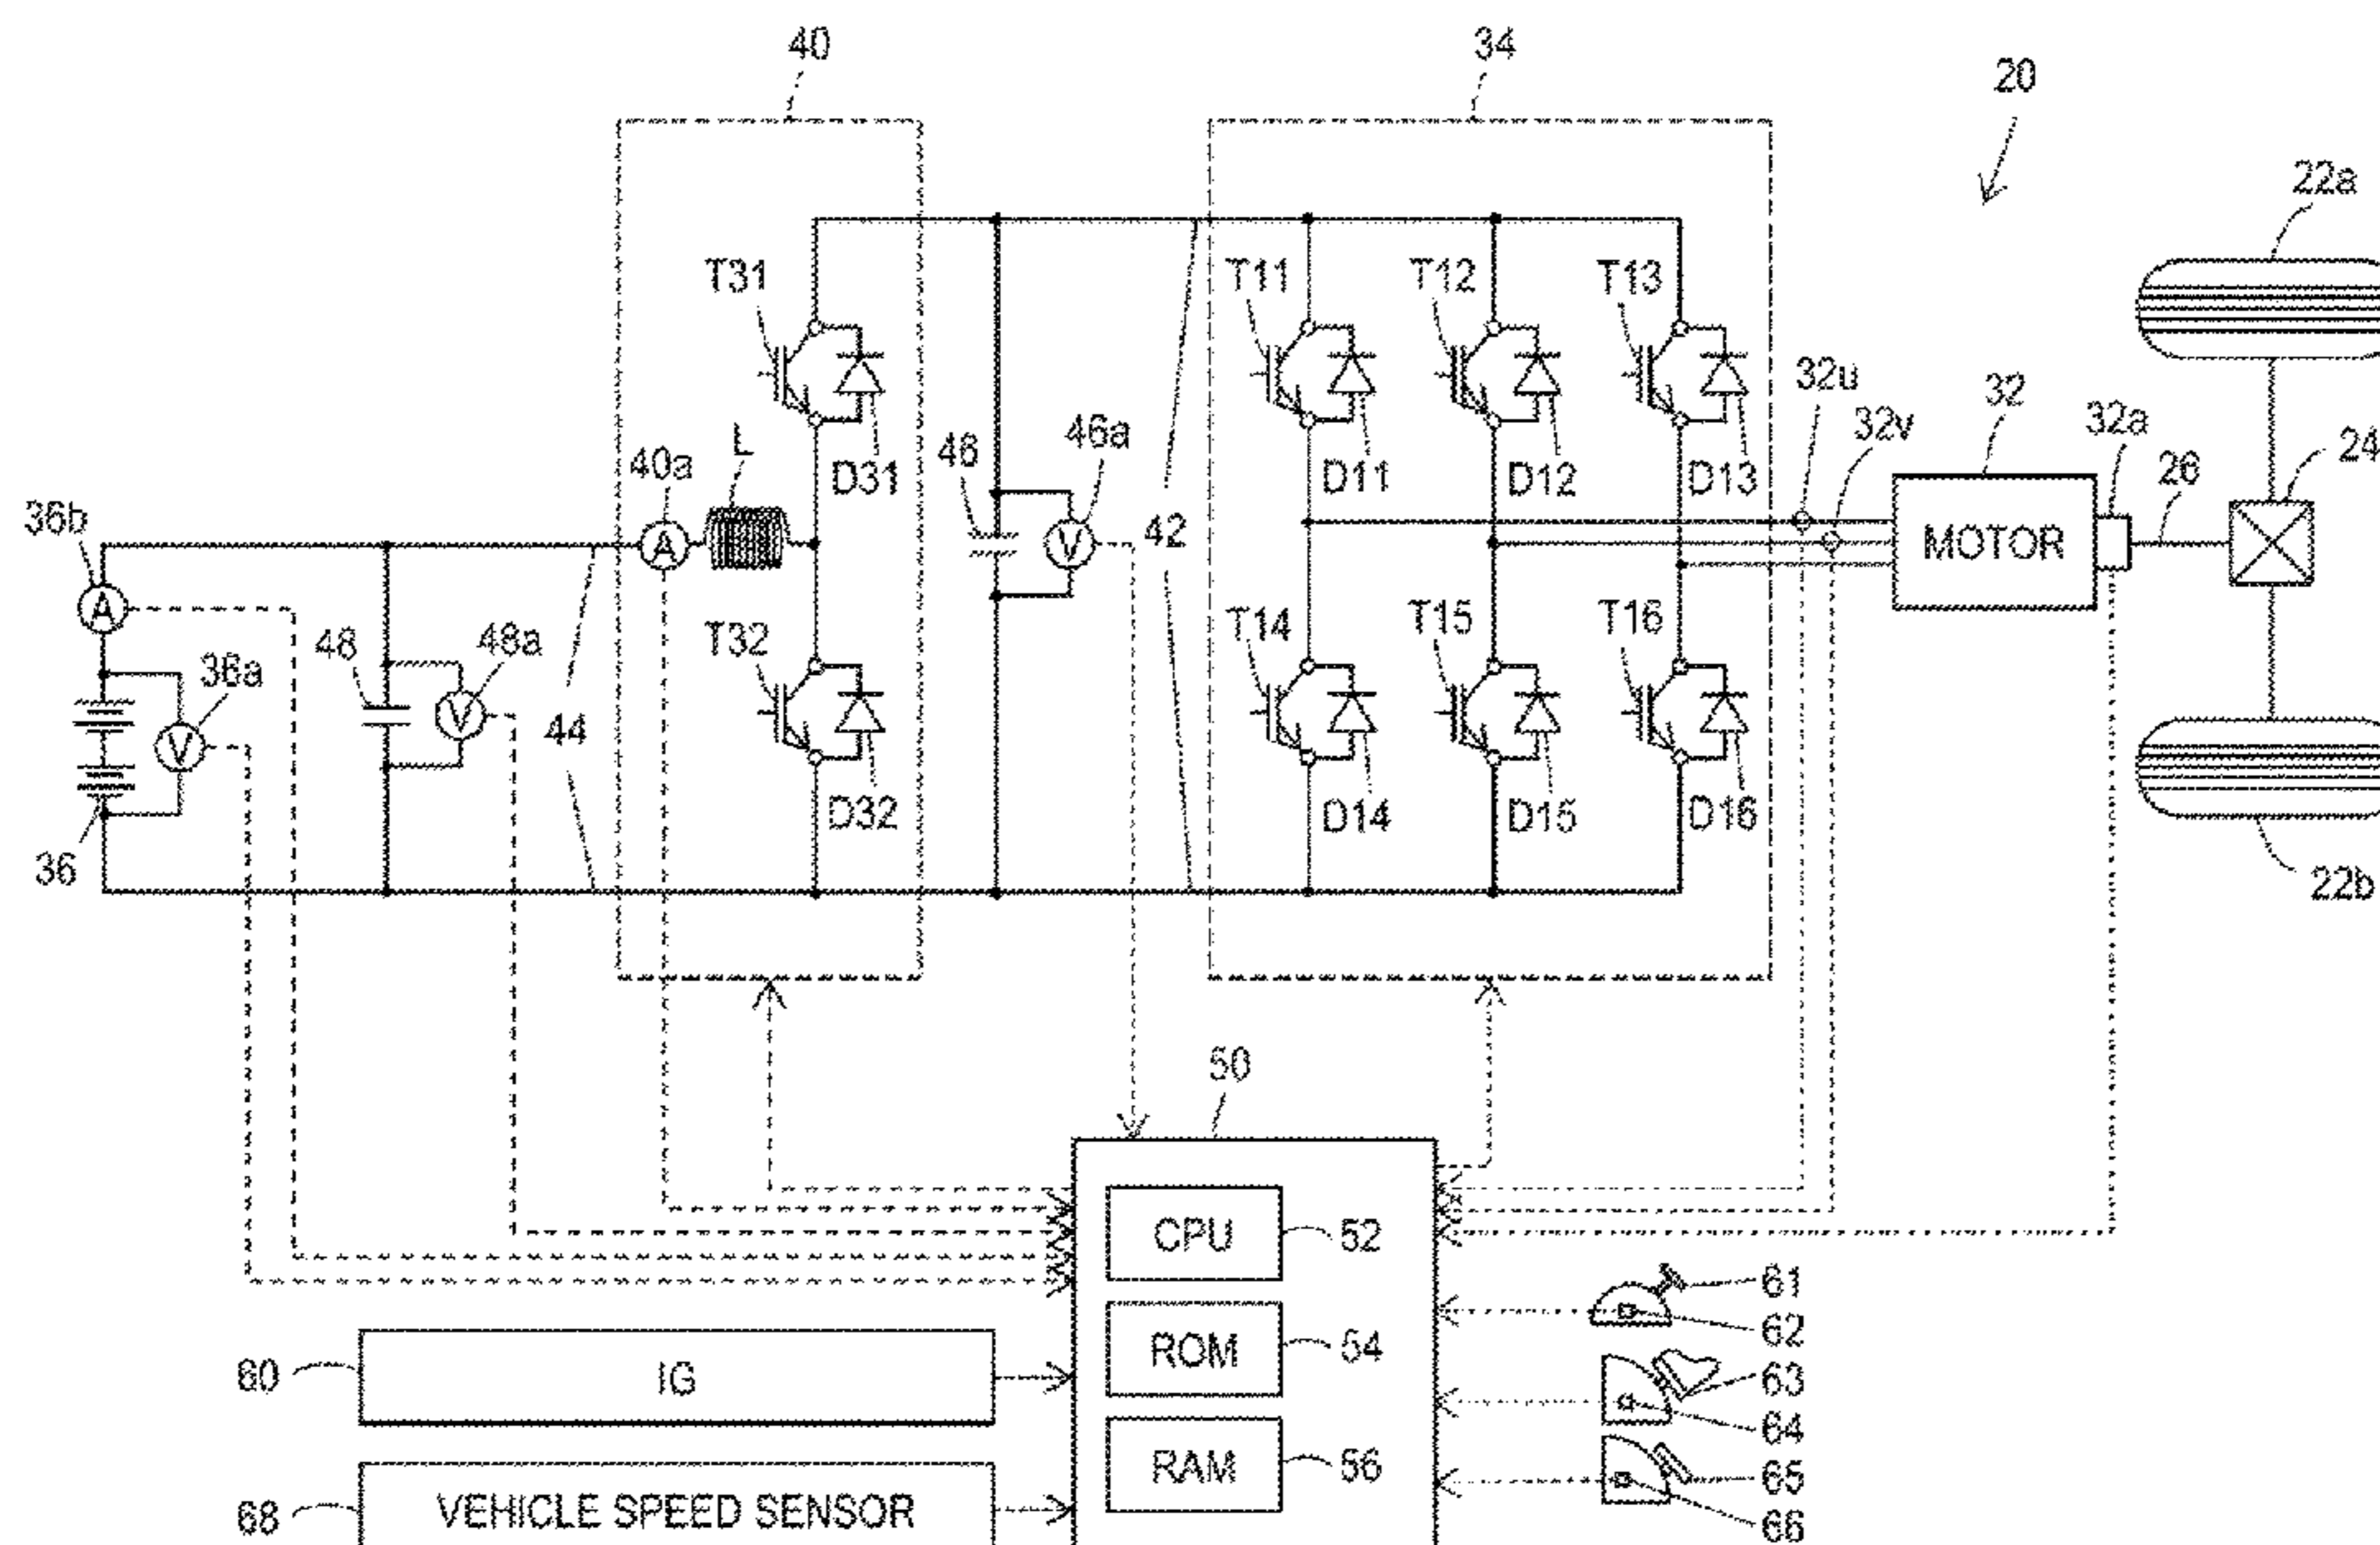 40
34
20
22a
T31
T11
T12
T13
32u
32
32a
24
32v
26
L
40a
46
46a
D31
D11
D12
D13
36b
A
A
V
42
MOTOR
T32
T14
T15
T16
48
48a
36a
V
V
44
D32
D14
D15
D16
36
22b
50
CPU
52
61
62
ROM
54
63
60
IG
64
RAM
56
65
68
VEHICLE SPEED SENSOR
66